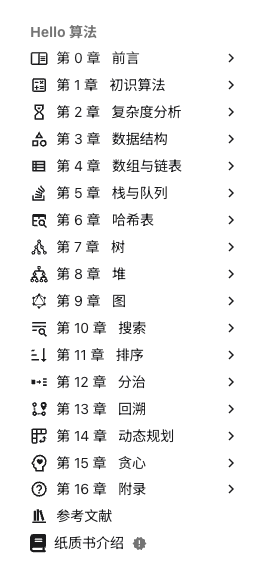 Hello 算法
第 0 章 前言
第 1 章 初识算法
第 2 章 复杂度分析
第 3 章 数据结构
第 4 章 数组与链表
第 5 章 栈与队列
第 6 章 哈希表
第 7 章 树
第 8 章 堆
第 9 章 图
第 10 章 搜索
第 11 章 排序
第 12 章 分治
第 13 章 回溯
第 14 章 动态规划
第 15 章 贪心
第 16 章 附录
参考文献
纸质书介绍